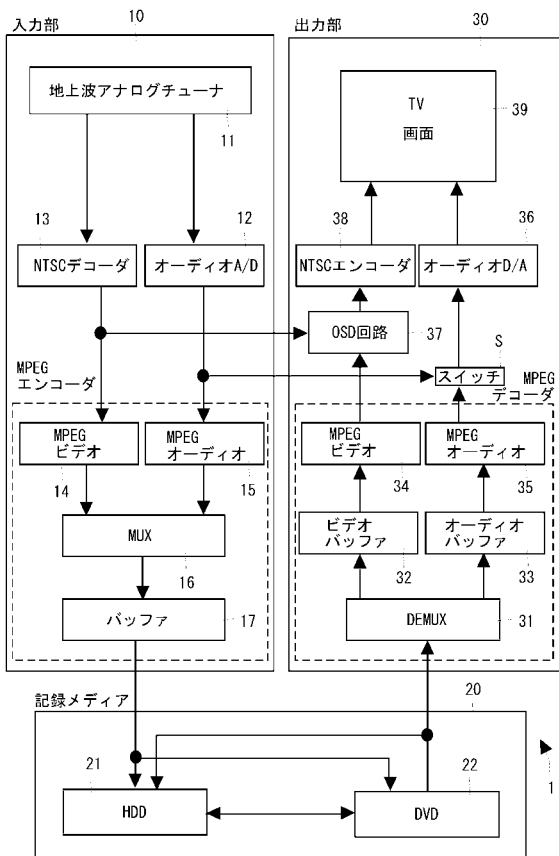 入力部
10
地上波アナログチューナ
11
13
12
NTSCデコーダ
オーディオA/D
MPEG
エンコーダ
MPEG
ビデオ
MPEG
オーディオ
14
15
MUX
16
バッファ
17
出力部
30
TV
画面
39
38
36
NTSCエンコーダ
オーディオD/A
OSD回路
37
S
スイッチ
MPEG
デコーダ
MPEG
ビデオ
MPEG
オーディオ
34
35
ビデオ
バッファ
オーディオ
バッファ
32
33
DEMUX
31
記録メディア
20
21
22
HDD
DVD
1